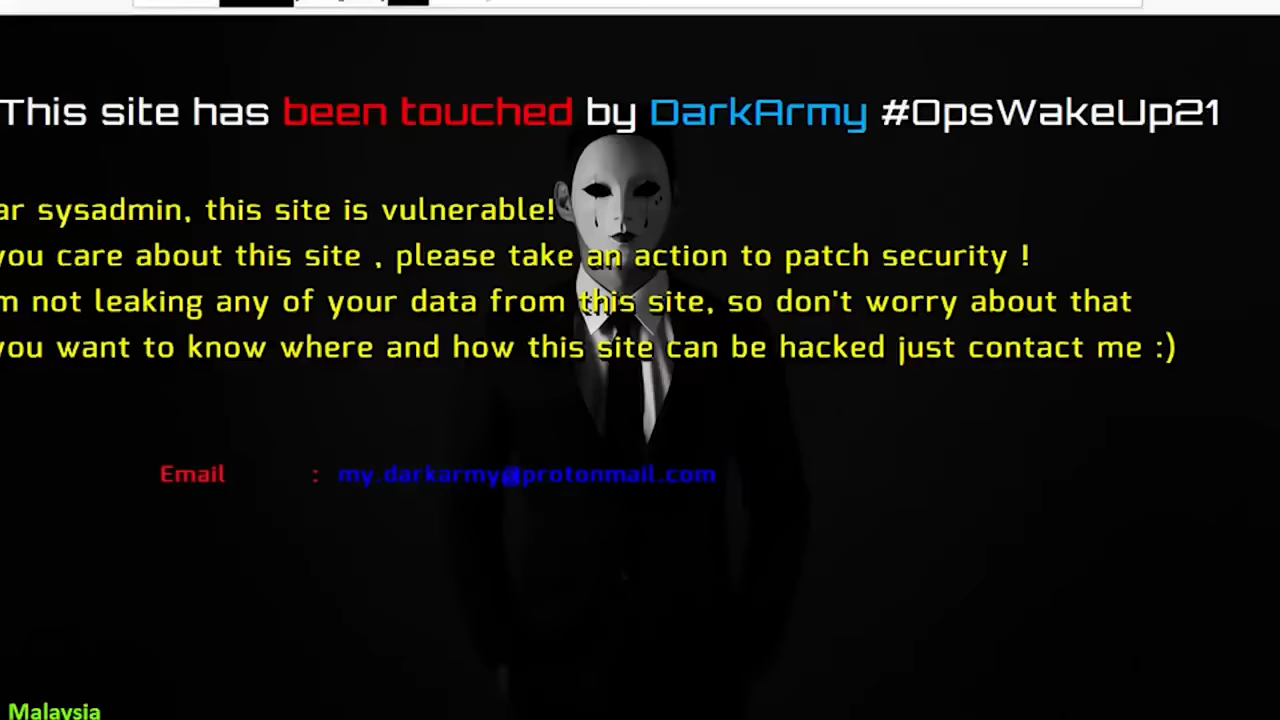 This site has been touched by DarkArmy #OpsWakeUp21
ar sysadmin, this site is vulnerable!
you care about this site , please take an action to patch security !
m not leaking any of your data from this site, so don't worry about that
you want to know where and how this site can be hacked just contact me :)
Email : my.darkarmy@protonmail.com
Malaysia